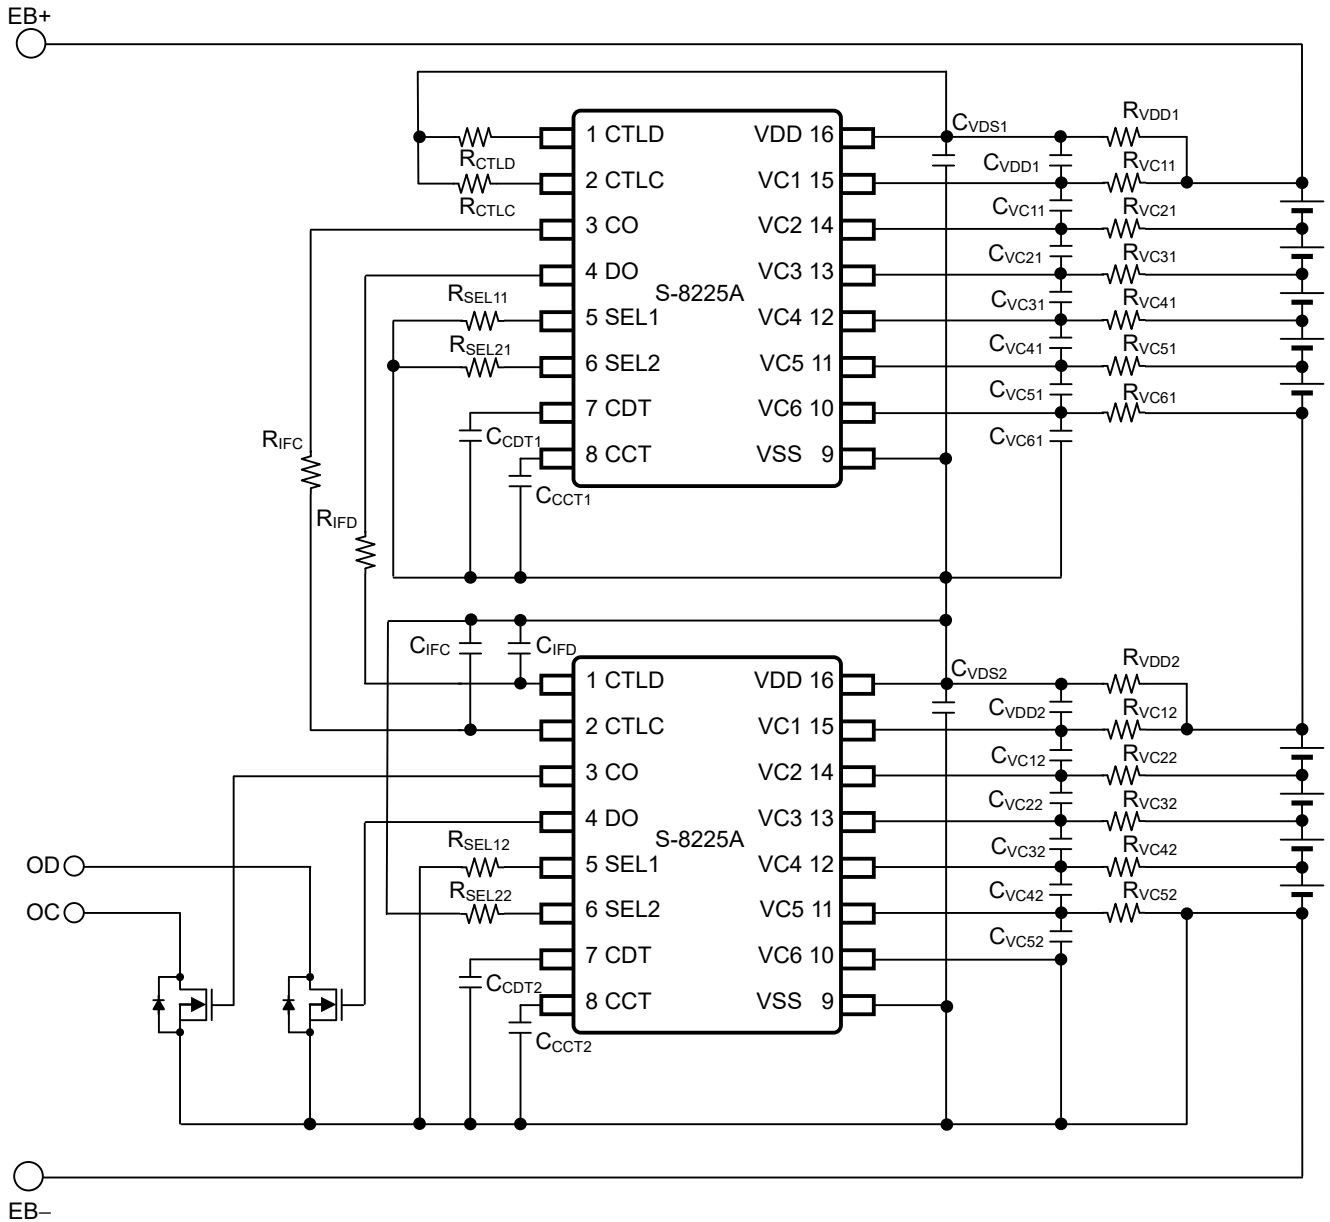 EB+
1 CTLD
2 CTLC
3 CO
4 DO
5 SEL1
6 SEL2
7 CDT
8 CCT
S-8225A
VDD 16
VC1 15
VC2 14
VC3 13
VC4 12
VC5 11
VC6 10
VSS 9
RCTLD
RCTLC
RSEL11
RSEL21
CCDT1
CCCT1
RIFC
RIFD
CVDS1
CVDD1
CVC11
CVC21
CVC31
CVC41
CVC51
CVC61
RVDD1
RVC11
RVC21
RVC31
RVC41
RVC51
RVC61
CIFC
CIFD
1 CTLD
2 CTLC
3 CO
4 DO
5 SEL1
6 SEL2
7 CDT
8 CCT
S-8225A
VDD 16
VC1 15
VC2 14
VC3 13
VC4 12
VC5 11
VC6 10
VSS 9
RSEL12
RSEL22
CCDT2
CCCT2
CVDS2
CVDD2
CVC12
CVC22
CVC32
CVC42
CVC52
RVDD2
RVC12
RVC22
RVC32
RVC42
RVC52
OD
OC
EB−